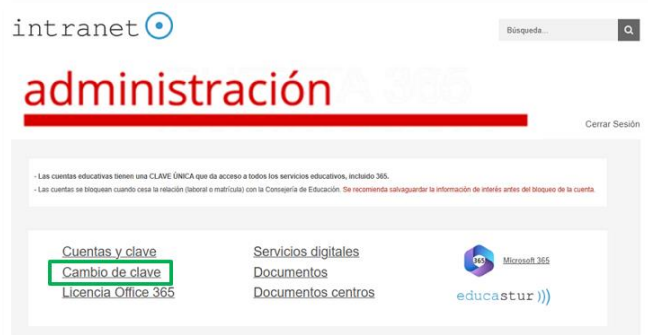 intranet
Búsqueda...
administración
Cerrar Sesión
- Las cuentas educativas tienen una CLAVE ÚNICA que da acceso a todos los servicios educativos, incluido 365.
- Las cuentas se bloquean cuando cesa la relación (laboral o matrícula) con la Consejería de Educación. Se recomienda salvaguardar la información de interés antes del bloqueo de la cuenta.
Cuentas y clave
Cambio de clave
Licencia Office 365
Servicios digitales
Documentos
Documentos centros
365 Microsoft 365
educastur)))